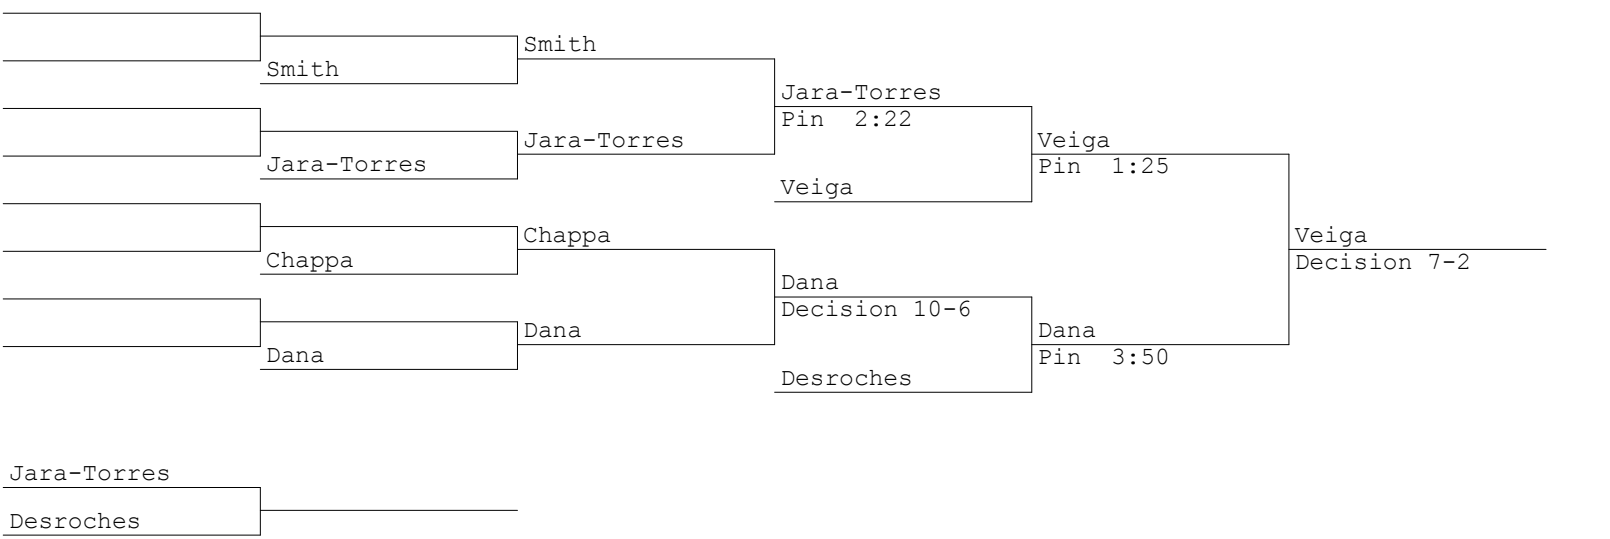 Smith
Smith
Jara-Torres
Pin  2:22
Jara-Torres
Jara-Torres
Veiga
Pin  1:25
Veiga
Chappa
Chappa
Veiga
Decision 7-2
Dana
Decision 10-6
Dana
Dana
Dana
Pin  3:50
Desroches
Jara-Torres
Desroches